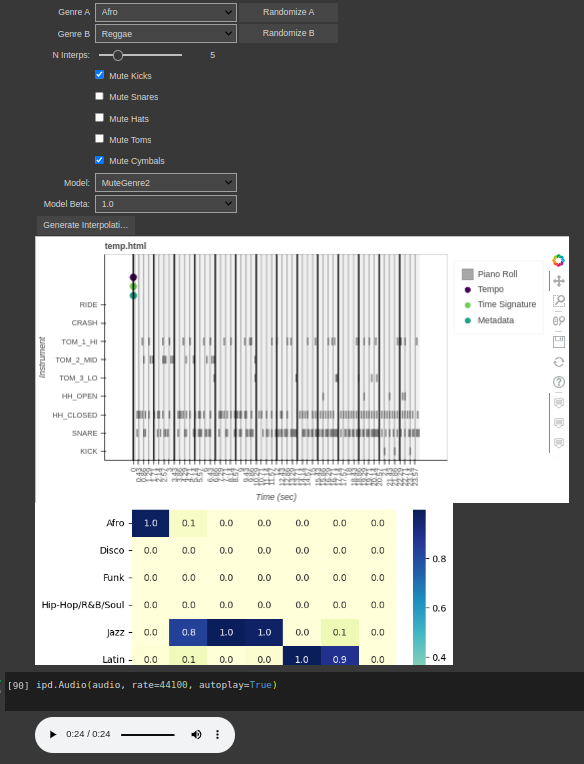 Genre A Afro Randomize A
Genre B Reggae Randomize B
N Interps: 5
Mute Kicks
Mute Snares
Mute Hats
Mute Toms
Mute Cymbals
Model: MuteGenre2
Model Beta: 1.0
Generate Interpolati...
temp.html
Piano Roll
Tempo
Time Signature
Metadata
Instrument
RIDE
CRASH
TOM_1_HI
TOM_2_MID
TOM_3_LO
HH_OPEN
HH_CLOSED
SNARE
KICK
Time (sec)
Afro 1.0 0.1 0.0 0.0 0.0 0.0 0.0
Disco 0.0 0.0 0.0 0.0 0.0 0.0 0.0
Funk 0.0 0.0 0.0 0.0 0.0 0.0 0.0
Hip-Hop/R&B/Soul 0.0 0.0 0.0 0.0 0.0 0.0 0.0
Jazz 0.0 0.8 1.0 1.0 0.0 0.1 0.0
Latin 0.0 0.1 0.0 0.0 1.0 0.9 0.0
0.8
0.6
0.4
[90] ipd.Audio(audio, rate=44100, autoplay=True)
0:24 / 0:24